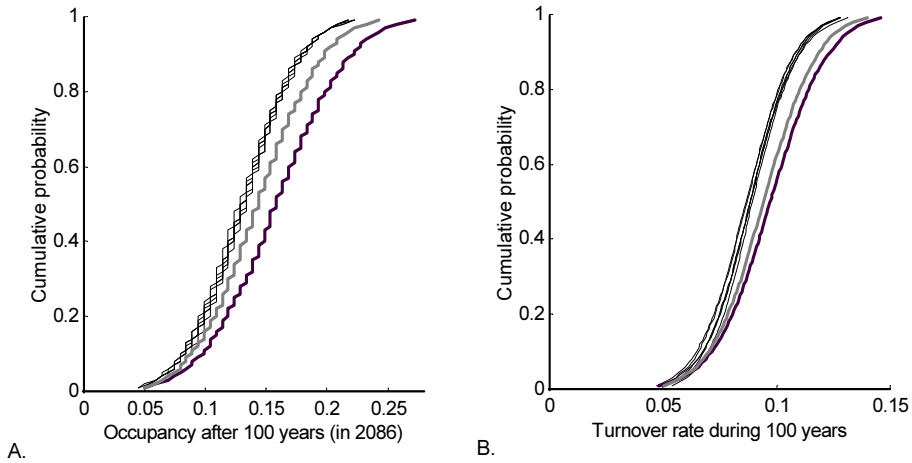 1
0.8
0.6
0.4
0.2
0
Cumulative probability
0 0.05 0.1 0.15 0.2 0.25
Occupancy after 100 years (in 2086)
A.
1
0.8
0.6
0.4
0.2
0
Cumulative probability
0 0.05 0.1 0.15
Turnover rate during 100 years
B.